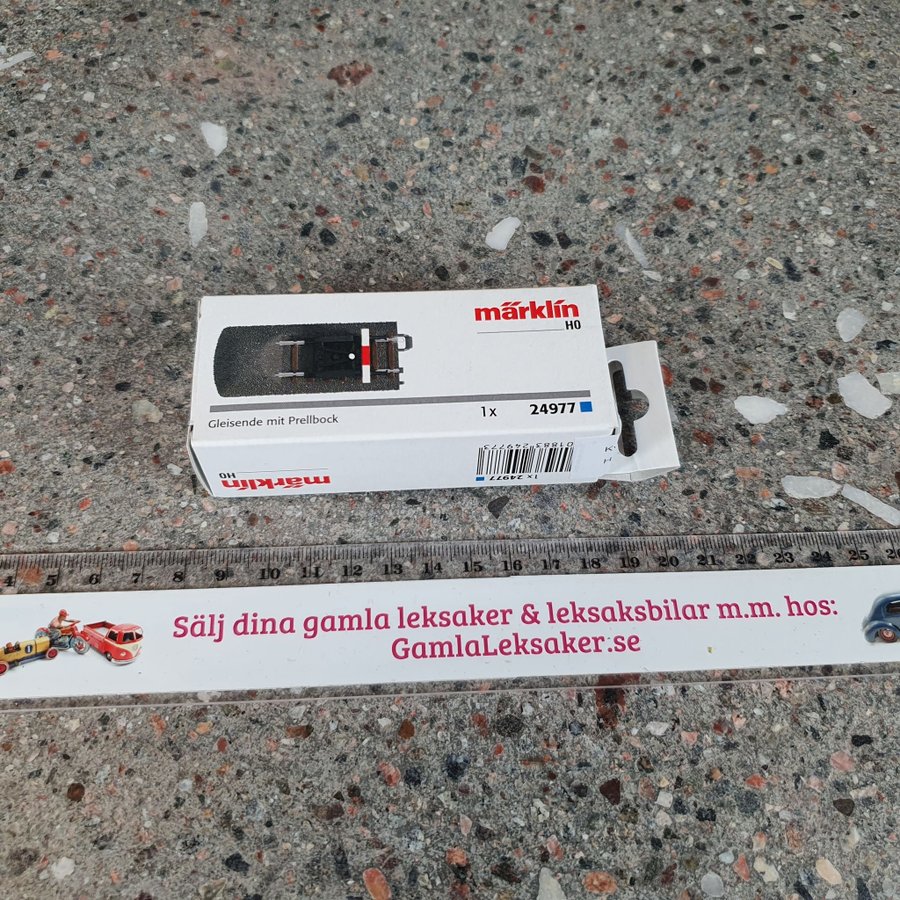 märklin
H0
Gleisende mit Prellbock
1x 24977
märklin
H0
01883 249773
1x 24977
4 5 6 7 8 9 10 11 12 13 14 15 16 17 18 19 20 21 22 23 24 25
Sälj dina gamla leksaker & leksaksbilar m.m. hos:
GamlaLeksaker.se